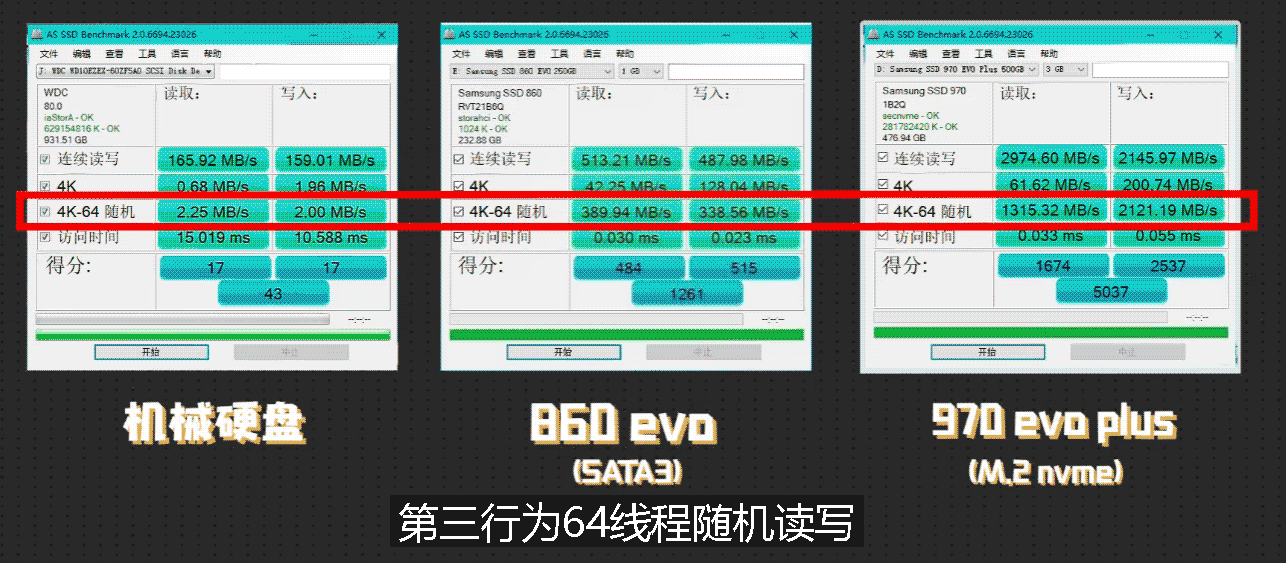 AS SSD Benchmark 2.0.6694.23026
文件 编辑 查看 工具 语言 帮助
J: WDC WD10EZEX-60ZF5A0 SCSI Disk De
WDC
80.0
iaStorA - OK
629154816 K - OK
931.51 GB
读取: 写入:
连续读写 165.92 MB/s 159.01 MB/s
4K 0.68 MB/s 1.96 MB/s
4K-64 随机 2.25 MB/s 2.00 MB/s
访问时间 15.019 ms 10.588 ms
得分: 17 17
43
--:--:--
开始 中止
机械硬盘
AS SSD Benchmark 2.0.6694.23026
文件 编辑 查看 工具 语言 帮助
E: Samsung SSD 860 EVO 250GB 1 GB
Samsung SSD 860
RVT21B6Q
storahci - OK
1024 K - OK
232.88 GB
读取: 写入:
连续读写 513.21 MB/s 487.98 MB/s
4K 42.25 MB/s 128.04 MB/s
4K-64 随机 389.94 MB/s 338.56 MB/s
访问时间 0.030 ms 0.023 ms
得分: 484 515
1261
--:--:--
开始 中止
860 evo
(SATA3)
AS SSD Benchmark 2.0.6694.23026
文件 编辑 查看 工具 语言 帮助
D: Samsung SSD 970 EVO Plus 500GB 3 GB
Samsung SSD 970
1B2Q
secnvme - OK
281782420 K - OK
476.94 GB
读取: 写入:
连续读写 2974.60 MB/s 2145.97 MB/s
4K 61.62 MB/s 200.74 MB/s
4K-64 随机 1315.32 MB/s 2121.19 MB/s
访问时间 0.033 ms 0.055 ms
得分: 1674 2537
5037
--:--:--
开始 中止
970 evo plus
(M.2 nvme)
第三行为64线程随机读写